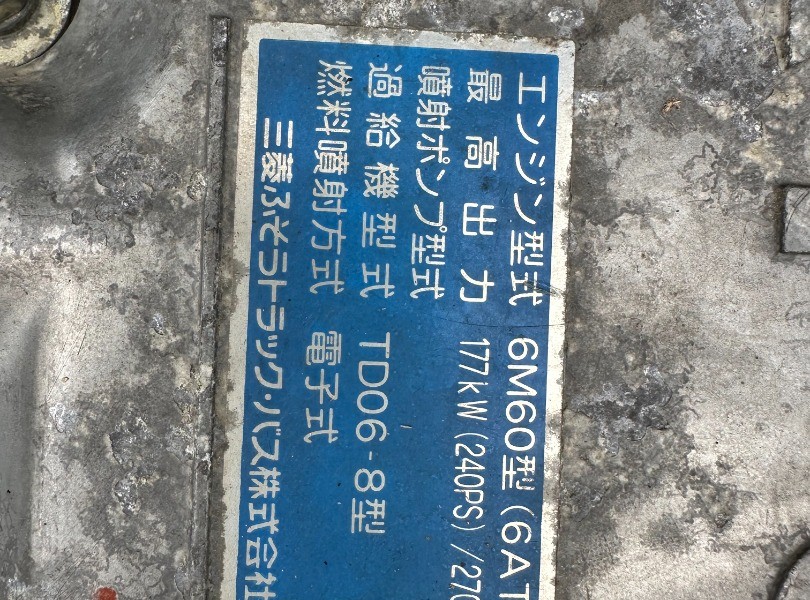 エンジン型式 6M60型(6AT
最高出力 177kW(240PS)/270
噴射ポンプ型式
過給機型式 TD06-8型
燃料噴射方式 電子式
三菱ふそうトラック・バス株式会社